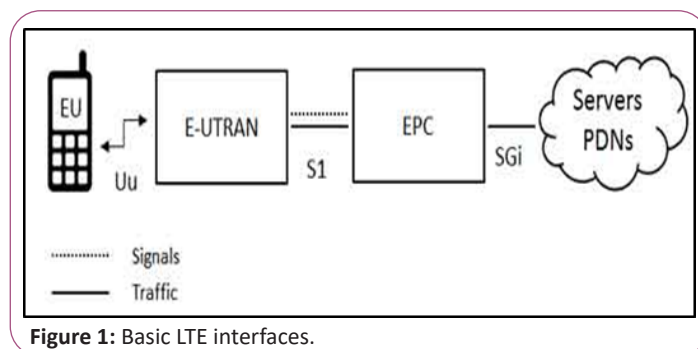 EU
Uu
E-UTRAN
S1
EPC
SGi
Servers
PDNs
Signals
Traffic
Figure 1: Basic LTE interfaces.